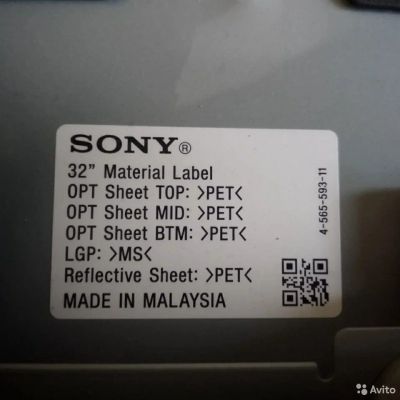 SONY®
32” Material Label
OPT Sheet TOP: >PET<
OPT Sheet MID: >PET<
OPT Sheet BTM: >PET<
LGP: >MS<
Reflective Sheet: >PET<
MADE IN MALAYSIA
4-565-593-11
Avito